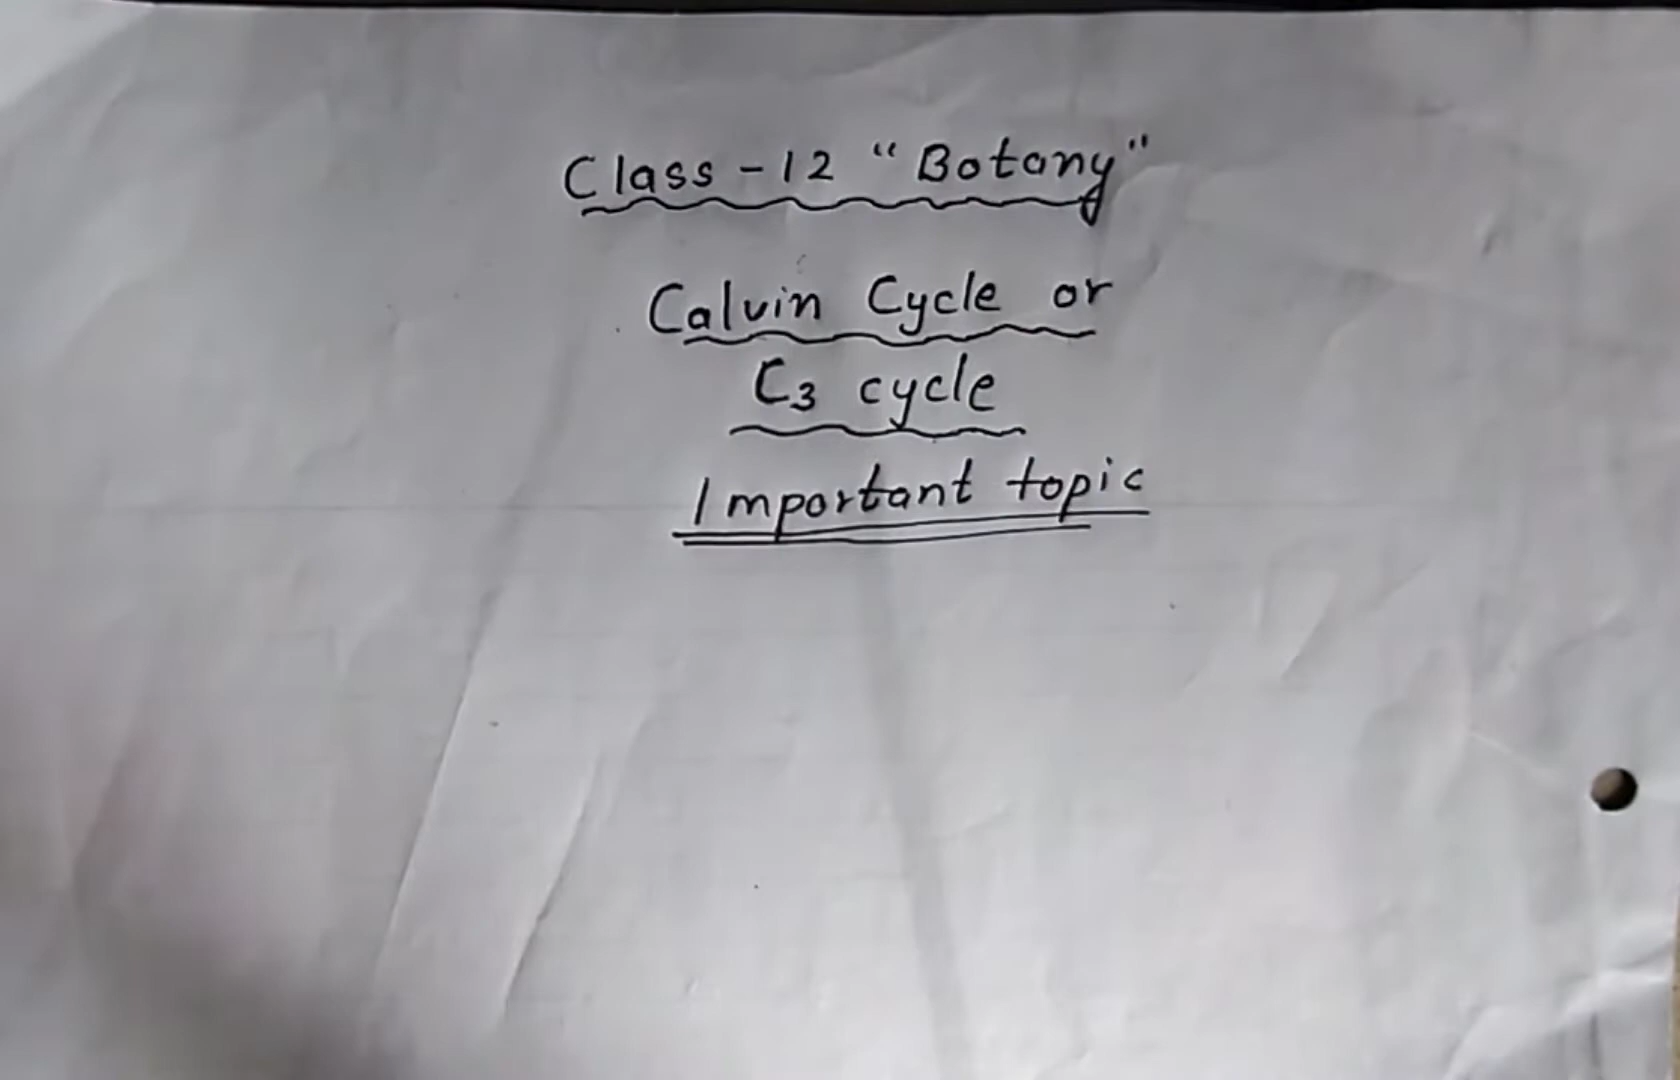 Class - 12 "Botany"
Calvin Cycle or
C₃ cycle
Important topic